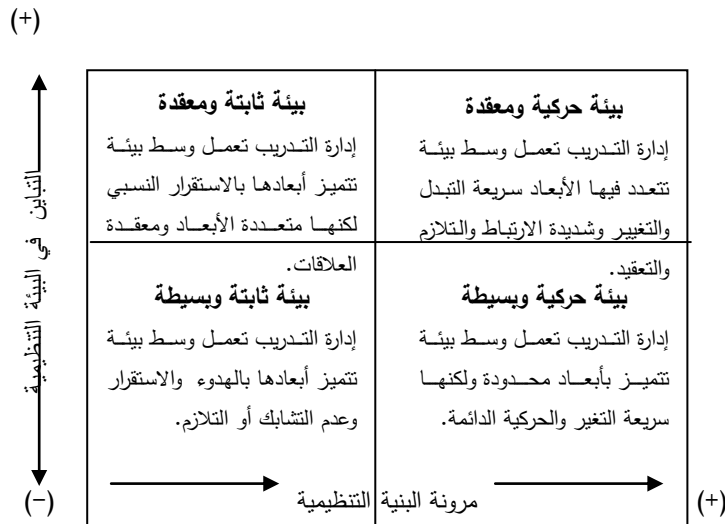 (+)
بيئة حركية ومعقدة
إدارة التدريب تعمل وسط بيئة
تتعدد فيها الأبعاد سريعة التبدل
والتغيير وشديدة الارتباط والتلازم
والتعقيد.
بيئة ثابتة ومعقدة
إدارة التدريب تعمل وسط بيئة
تتميز أبعادها بالاستقرار النسبي
لكنها متعددة الأبعاد ومعقدة
العلاقات.
بيئة حركية وبسيطة
إدارة التدريب تعمل وسط بيئة
تتميز بأبعاد محدودة ولكنها
سريعة التغير والحركية الدائمة.
بيئة ثابتة وبسيطة
إدارة التدريب تعمل وسط بيئة
تتميز أبعادها بالهدوء والاستقرار
وعدم التشابك أو التلازم.
التباين في البيئة التنظيمية
(+)
مرونة البنية التنظيمية
(-)